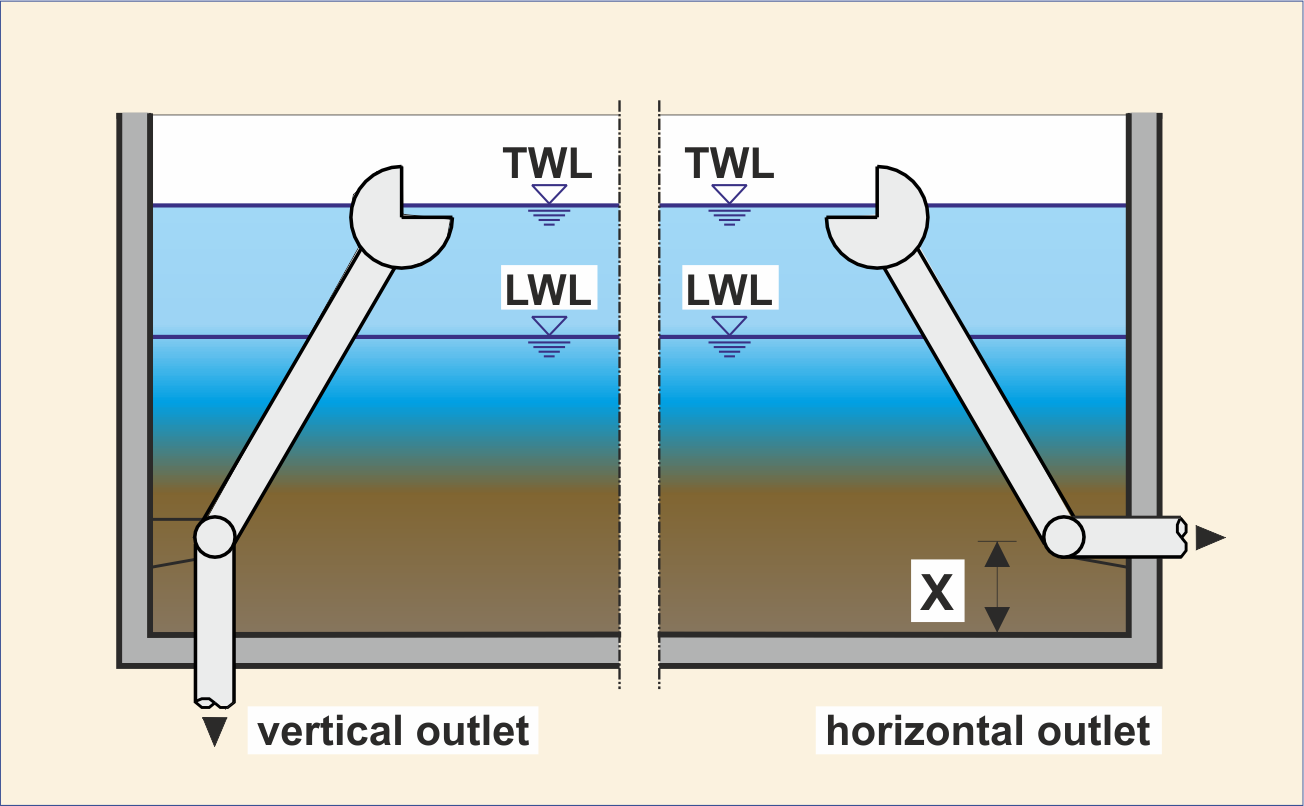 TWL
TWL
LWL
LWL
X
vertical outlet
horizontal outlet